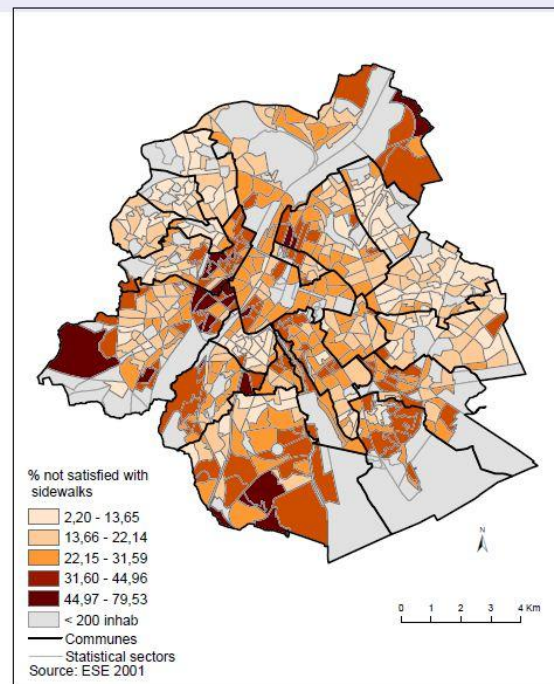 % not satisfied with
sidewalks
2,20 - 13,65
13,66 - 22,14
22,15 - 31,59
31,60 - 44,96
44,97 - 79,53
< 200 inhab
Communes
Statistical sectors
Source: ESE 2001
N
0 1 2 3 4 Km